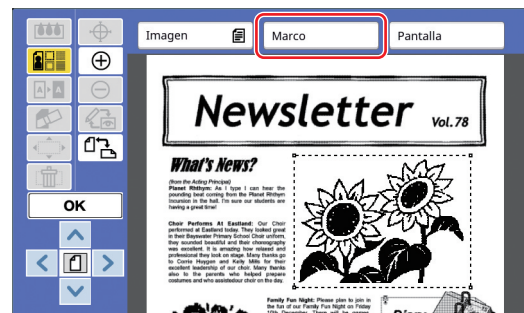 Imagen
Marco
Pantalla
Newsletter Vol.78
What's News?
(from the Acting Principal)
Planet Rhthym: As I type I can hear the
pounding beat coming from the Planet Rhthym
incursion in the hall. I'm sure our students are
having a great time!
Choir Performs At Eastland: Our Choir
performed at Eastland today. They looked great
in their Bayswater Primary School Choir uniform,
they sounded beautiful and their choreography
was excellent. It is amazing how relaxed and
professional they look on stage. Many thanks go
to Corrie Huygen and Kelly Mills for their
excellent leadership of our choir. Many thanks
also to the parents who helped prepare
costumes and who assistedour choir on the day.
OK
Family Fun Night: Please plan to join in
the fun of our Family Fun Night on Friday